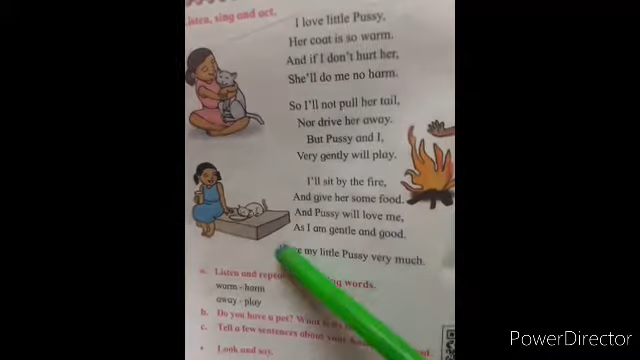 Listen, sing and act.
I love little Pussy,
Her coat is so warm.
And if I don't hurt her,
She'll do me no harm.
So I'll not pull her tail,
Nor drive her away.
But Pussy and I,
Very gently will play.
I'll sit by the fire,
And give her some food.
And Pussy will love me,
As I am gentle and good.
my little Pussy very much.
a. Listen and repeat words.
warm - harm
away - play
b. Do you have a pet? What
c. Tell a few sentences about your
• Look and say.
PowerDirector